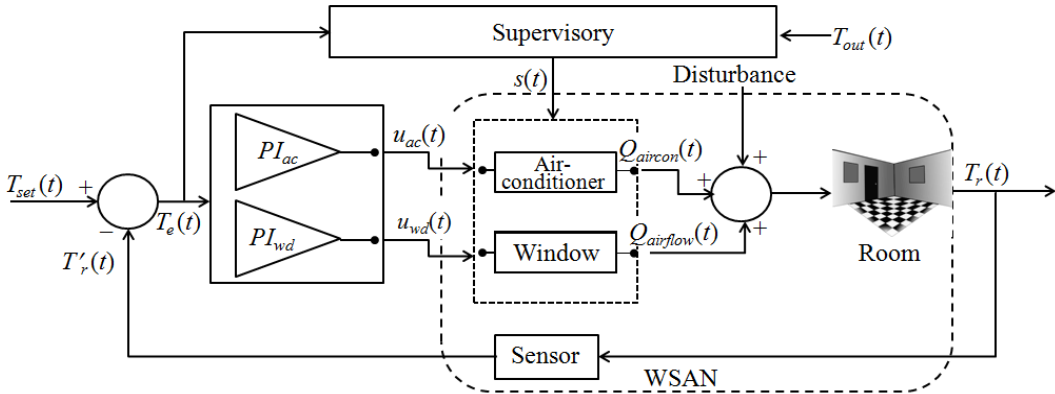 Supervisory
T_out(t)
s(t)
Disturbance
PI_ac
u_ac(t)
Air-
conditioner
Q_aircon(t)
+
+
+
T_set(t)
+
−
T_e(t)
T_r(t)
PI_wd
u_wd(t)
Window
Q_airflow(t)
Room
T′_r(t)
Sensor
WSAN